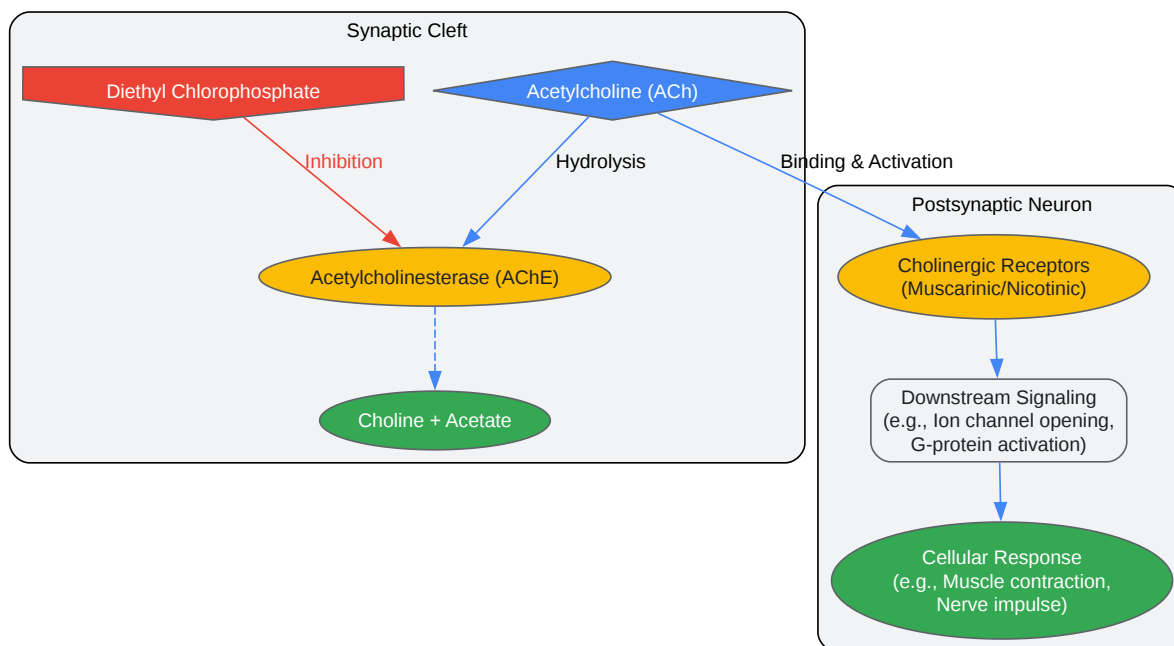 Synaptic Cleft
Diethyl Chlorophosphate
Acetylcholine (ACh)
Inhibition
Hydrolysis
Binding & Activation
Acetylcholinesterase (AChE)
Choline + Acetate
Postsynaptic Neuron
Cholinergic Receptors
(Muscarinic/Nicotinic)
Downstream Signaling
(e.g., Ion channel opening,
G-protein activation)
Cellular Response
(e.g., Muscle contraction,
Nerve impulse)